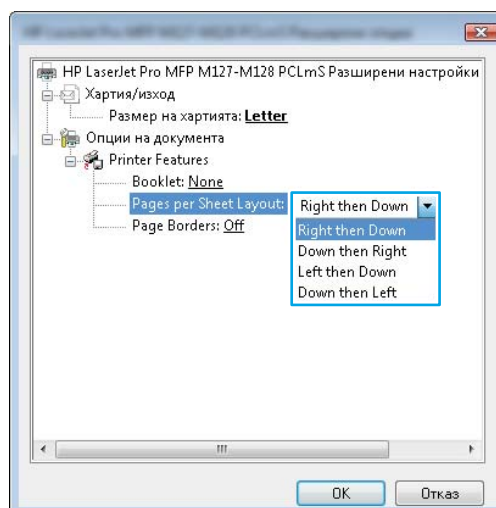 HP LaserJet Pro MFP M127-M128 PCLmS Разширени настройки
Хартия/изход
Размер на хартията: Letter
Опции на документа
Printer Features
Booklet: None
Pages per Sheet Layout: Right then Down
Right then Down
Page Borders: Off
Down then Right
Left then Down
Down then Left
OK Отказ